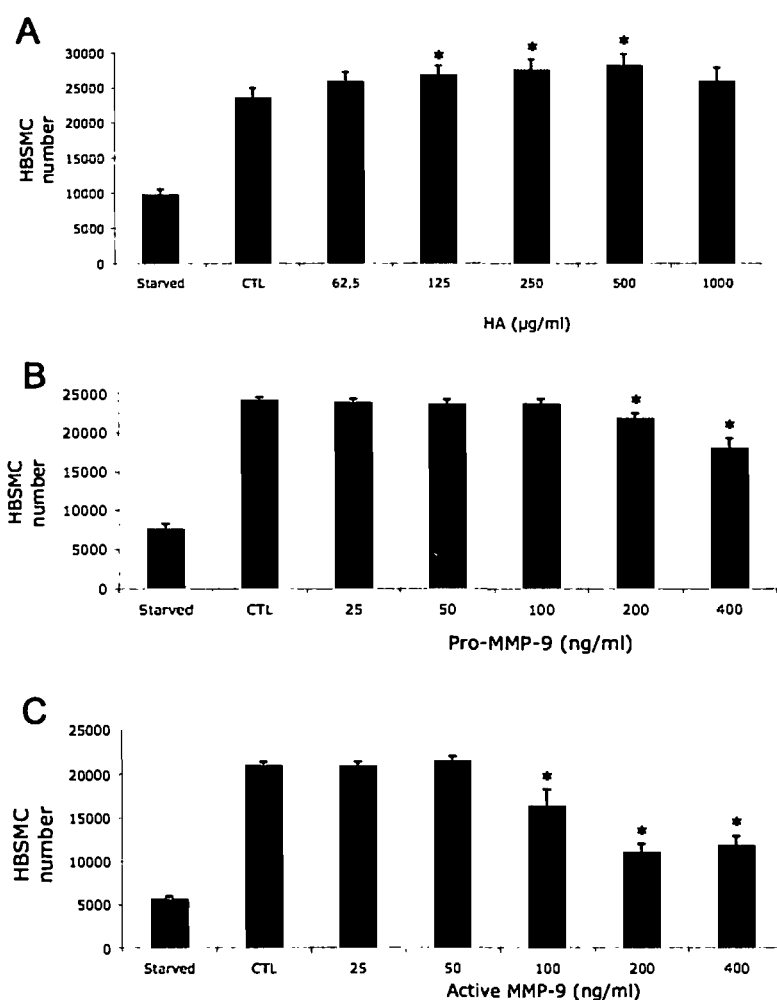 A
*
*
*
30000
25000
20000
15000
10000
5000
0
HBSMC
number
Starved CTL 62,5 125 250 500 1000
HA (µg/ml)
B
*
*
25000
20000
15000
10000
5000
0
HBSMC
number
Starved CTL 25 50 100 200 400
Pro-MMP-9 (ng/ml)
C
*
*
*
25000
20000
15000
10000
5000
0
HBSMC
number
Starved CTL 25 50 100 200 400
Active MMP-9 (ng/ml)